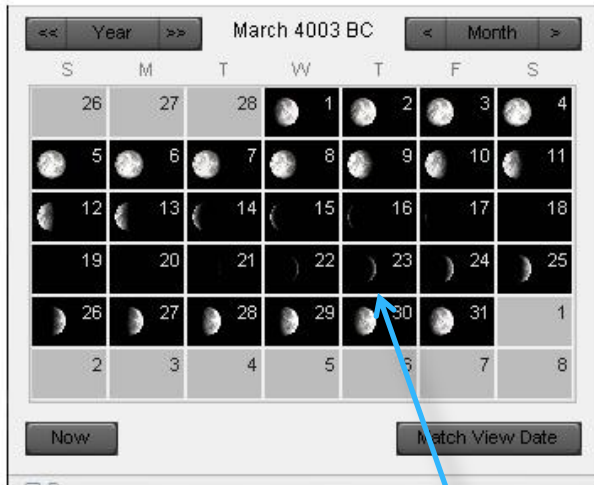 << Year >> March 4003 BC < Month >
S M T W T F S
26 27 28 1 2 3 4
5 6 7 8 9 10 11
12 13 14 15 16 17 18
19 20 21 22 23 24 25
26 27 28 29 30 31 1
2 3 4 5 6 7 8
Now Match View Date